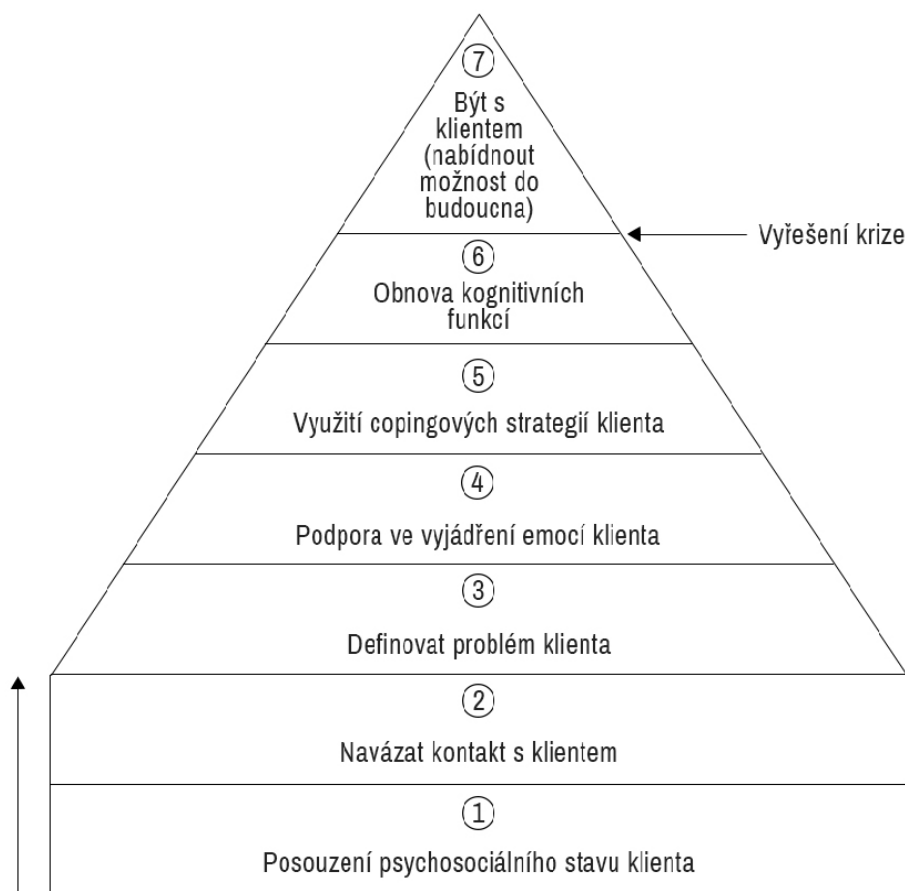 ⑦
Být s
klientem
(nabídnout
možnost do
budoucna)
Vyřešení krize
⑥
Obnova kognitivních
funkcí
⑤
Využití copingových strategií klienta
④
Podpora ve vyjádření emocí klienta
③
Definovat problém klienta
②
Navázat kontakt s klientem
①
Posouzení psychosociálního stavu klienta